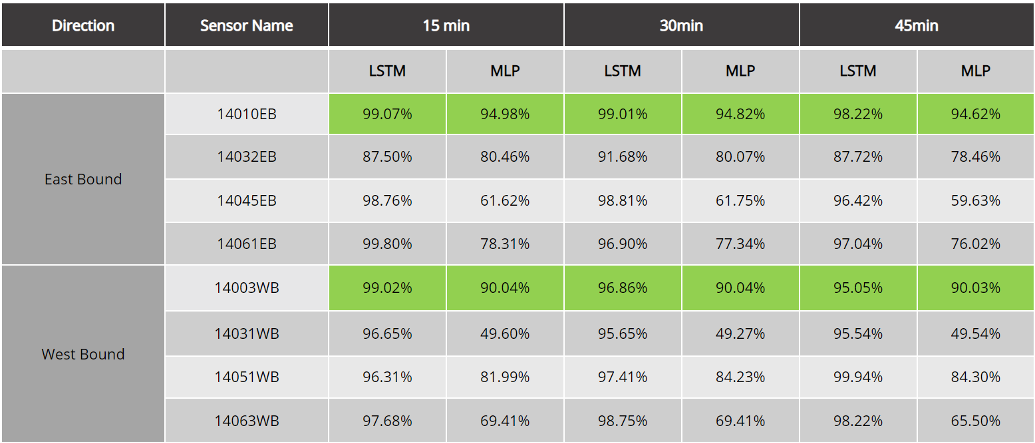 Direction Sensor Name 15 min 30min 45min
LSTM MLP LSTM MLP LSTM MLP
14010EB 99.07% 94.98% 99.01% 94.82% 98.22% 94.62%
14032EB 87.50% 80.46% 91.68% 80.07% 87.72% 78.46%
East Bound
14045EB 98.76% 61.62% 98.81% 61.75% 96.42% 59.63%
14061EB 99.80% 78.31% 96.90% 77.34% 97.04% 76.02%
14003WB 99.02% 90.04% 96.86% 90.04% 95.05% 90.03%
14031WB 96.65% 49.60% 95.65% 49.27% 95.54% 49.54%
West Bound
14051WB 96.31% 81.99% 97.41% 84.23% 99.94% 84.30%
14063WB 97.68% 69.41% 98.75% 69.41% 98.22% 65.50%